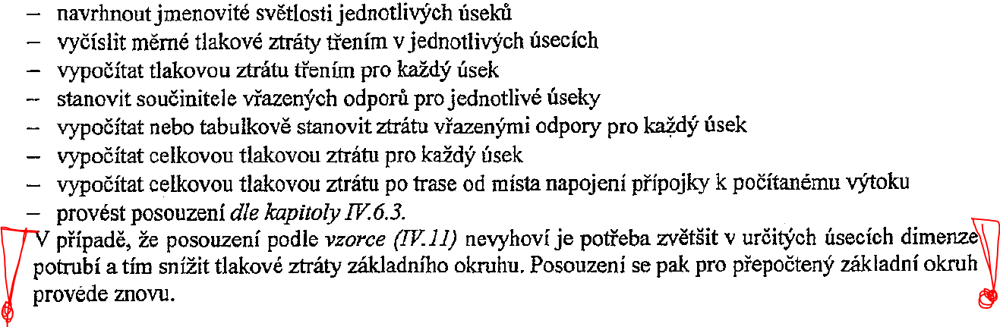 – navrhnout jmenovité světlosti jednotlivých úseků
– vyčíslit měrné tlakové ztráty třením v jednotlivých úsecích
– vypočítat tlakovou ztrátu třením pro každý úsek
– stanovit součinitele vřazených odporů pro jednotlivé úseky
– vypočítat nebo tabulkově stanovit ztrátu vřazenými odpory pro každý úsek
– vypočítat celkovou tlakovou ztrátu pro každý úsek
– vypočítat celkovou tlakovou ztrátu po trase od místa napojení přípojky k počítanému výtoku
– provést posouzení dle kapitoly IV.6.3.
V případě, že posouzení podle vzorce (IV.11) nevyhoví je potřeba zvětšit v určitých úsecích dimenze
potrubí a tím snížit tlakové ztráty základního okruhu. Posouzení se pak pro přepočtený základní okruh
provede znovu.